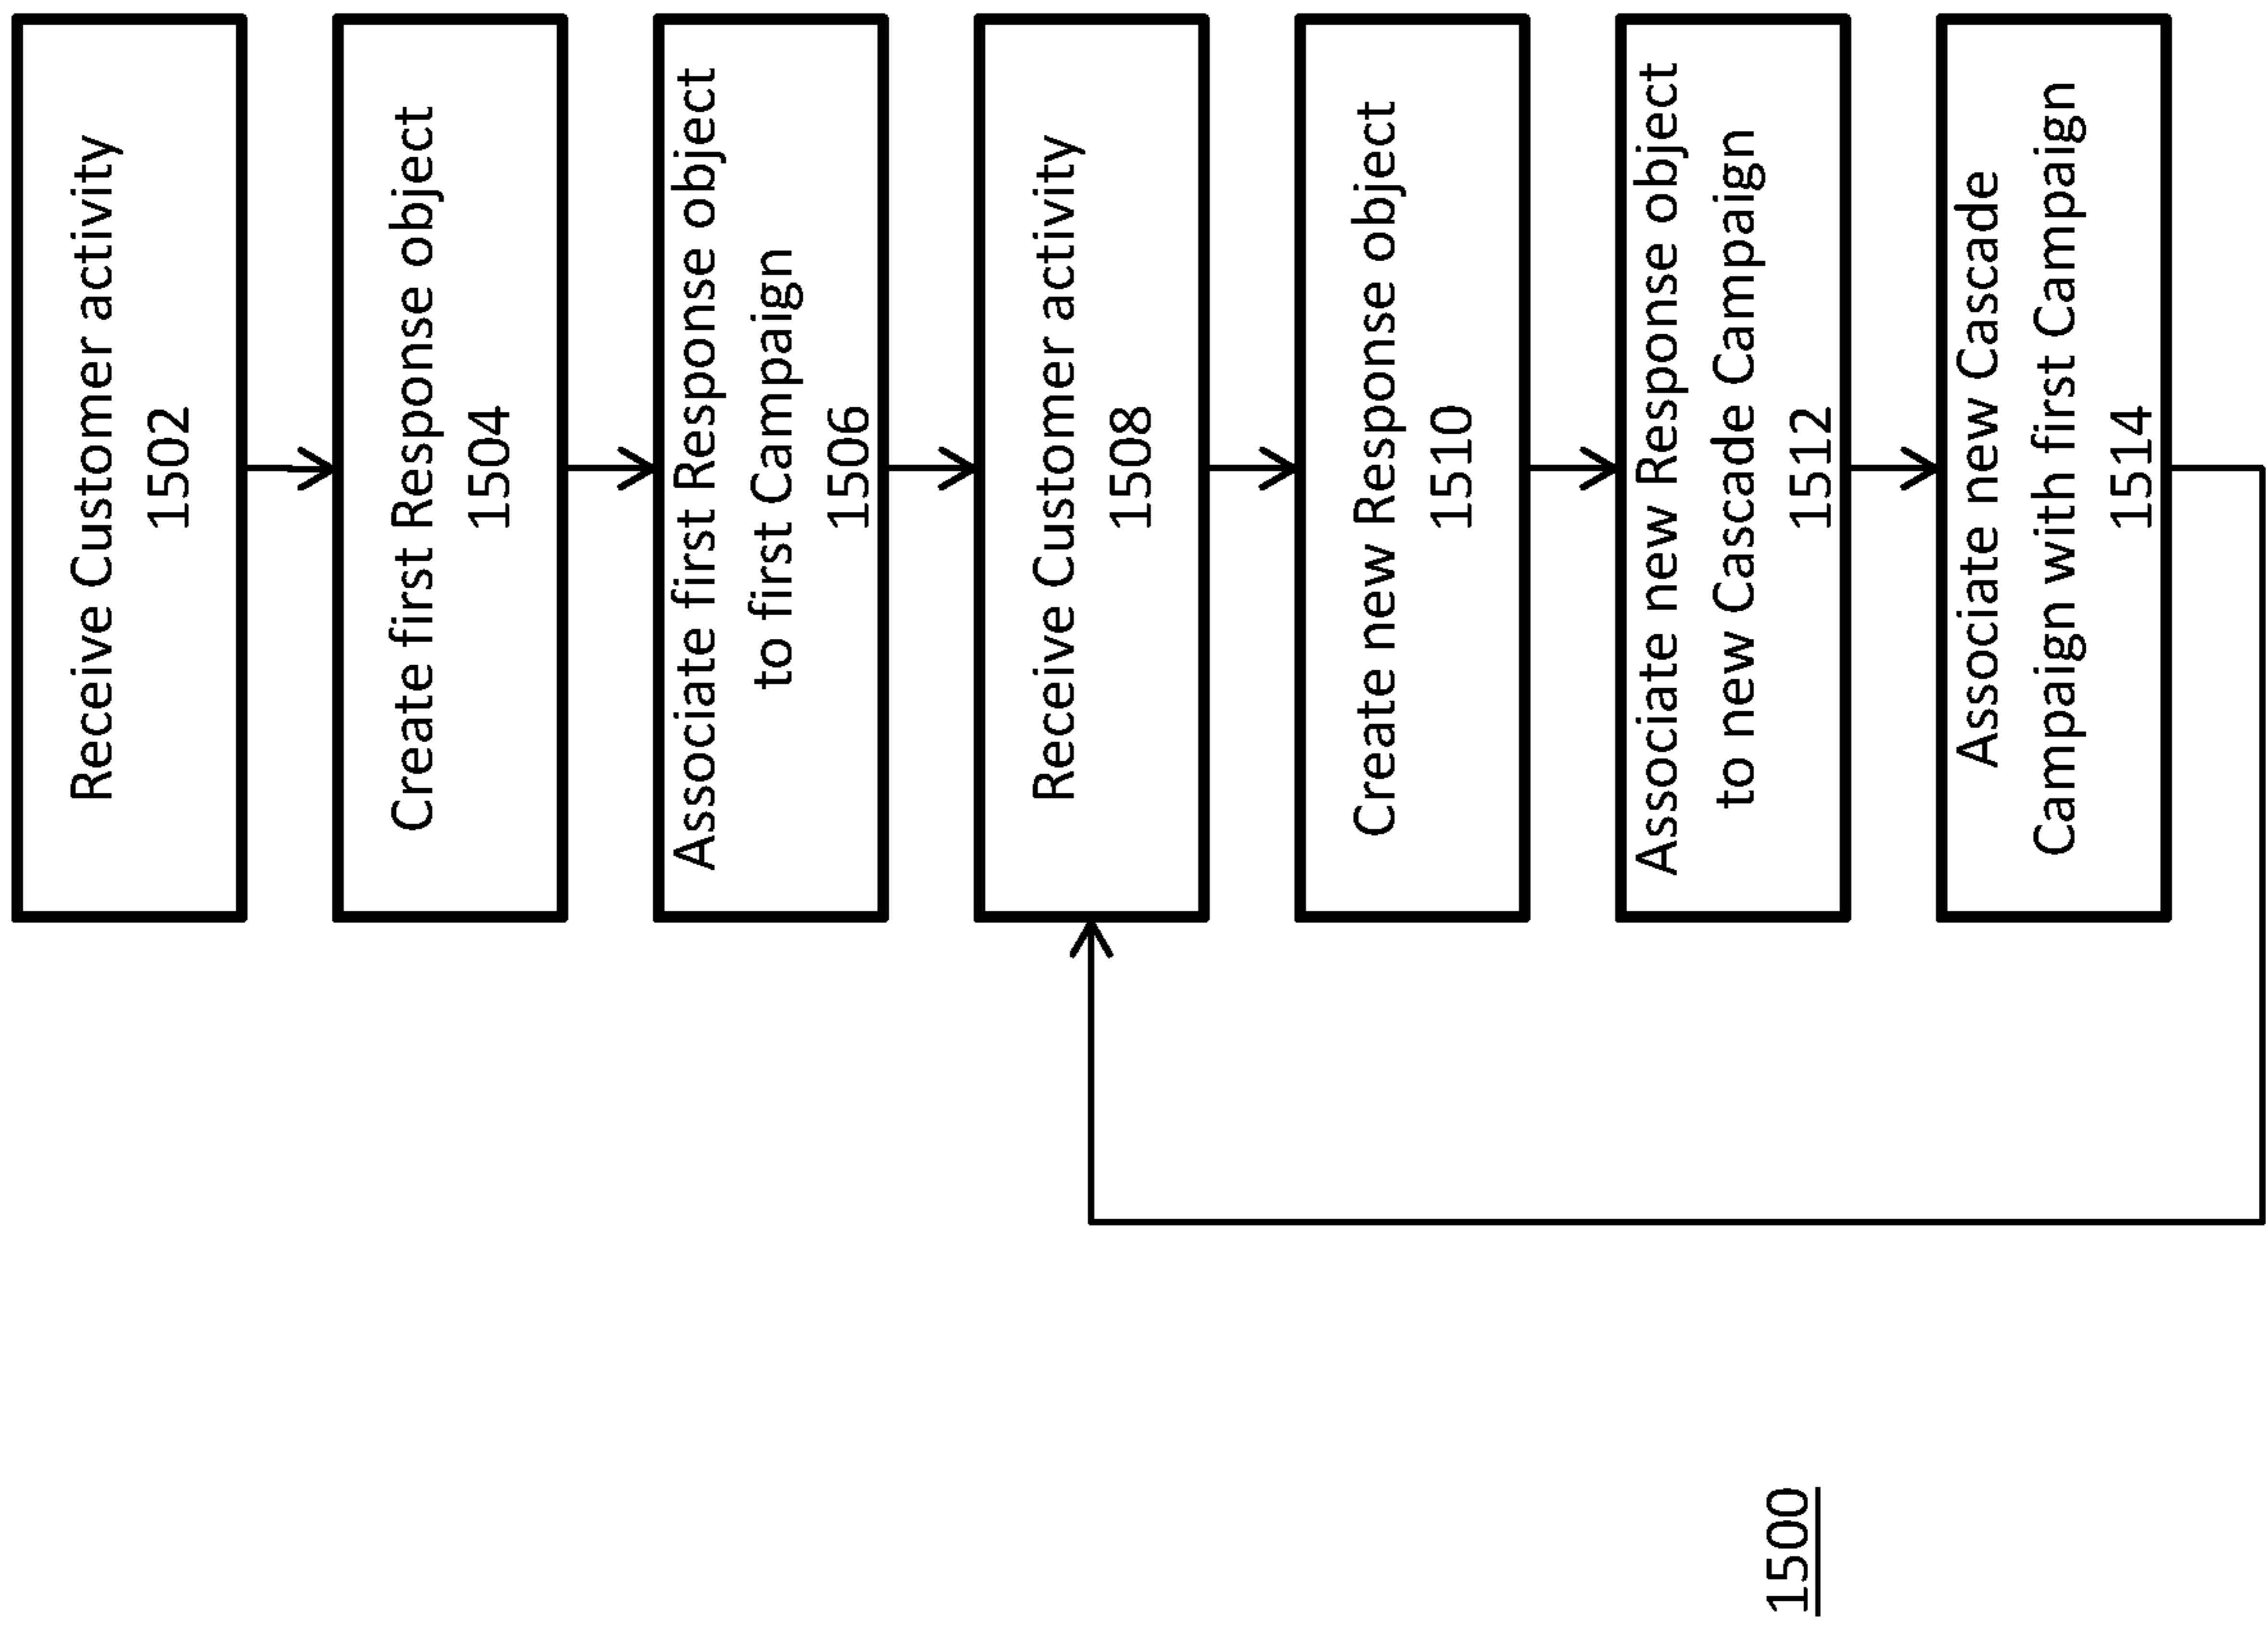 Receive Customer activity
1502
Create first Response object
1504
Associate first Response object
to first Campaign
1506
Receive Customer activity
1508
Create new Response object
1510
Associate new Response object
to new Cascade Campaign
1512
Associate new Cascade
Campaign with first Campaign
1514
1500